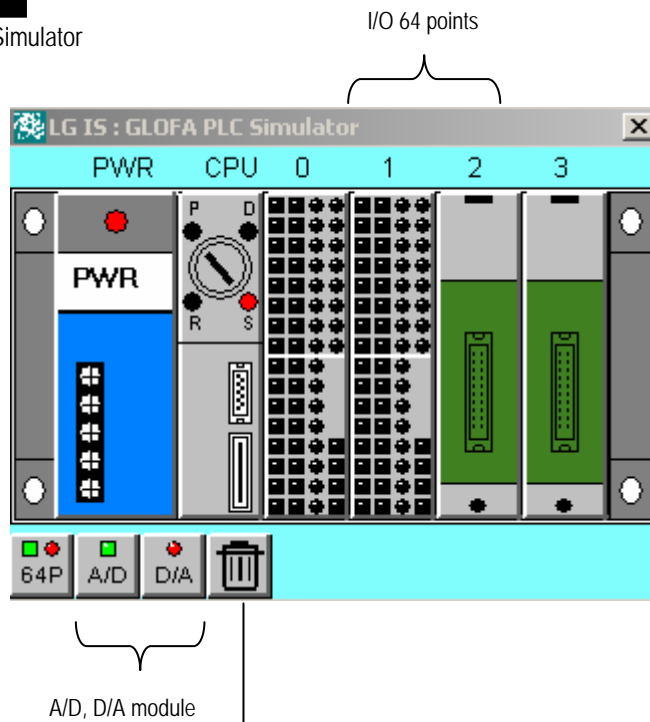 Simulator
I/O 64 points
LG IS : GLOFA PLC Simulator
PWR CPU 0 1 2 3
P D
PWR
R S
64P A/D D/A
A/D, D/A module